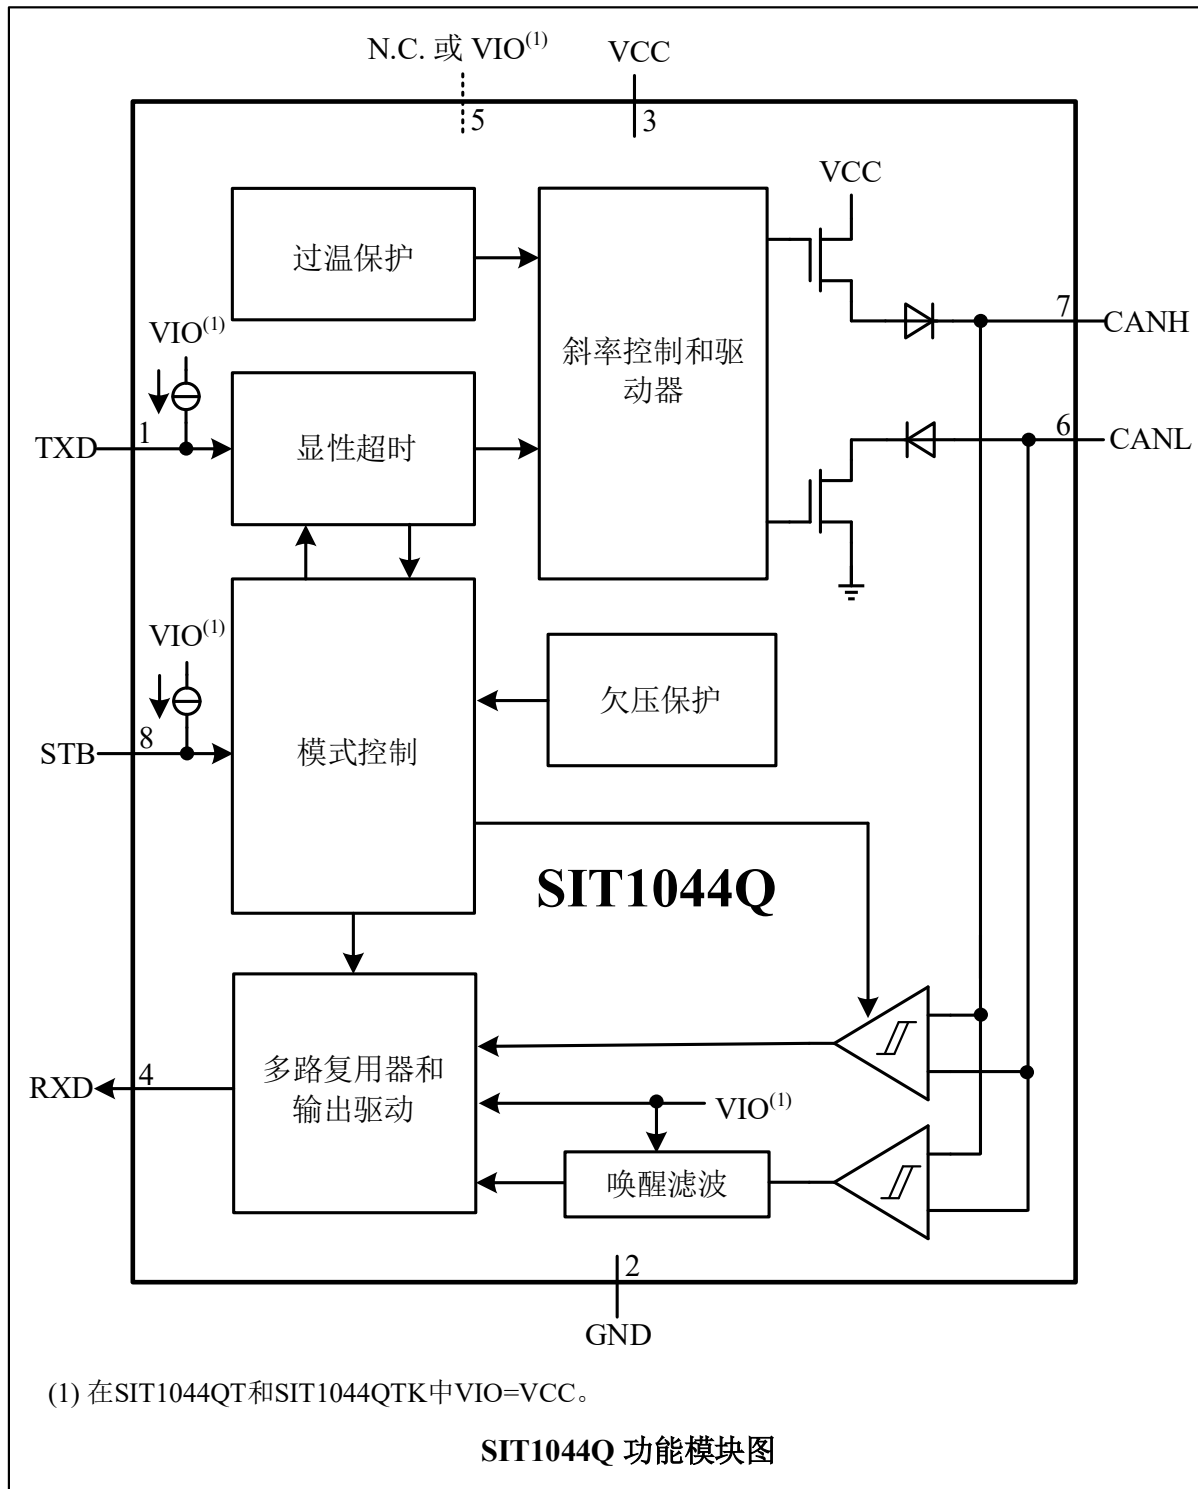 N.C. 或 VIO(1)
VCC
5
3
VCC
过温保护
斜率控制和驱
动器
7
CANH
VIO(1)
TXD
1
显性超时
6
CANL
VIO(1)
STB
8
模式控制
欠压保护
SIT1044Q
RXD
4
多路复用器和
输出驱动
VIO(1)
唤醒滤波
2
GND
(1) 在SIT1044QT和SIT1044QTK中VIO=VCC。
SIT1044Q 功能模块图